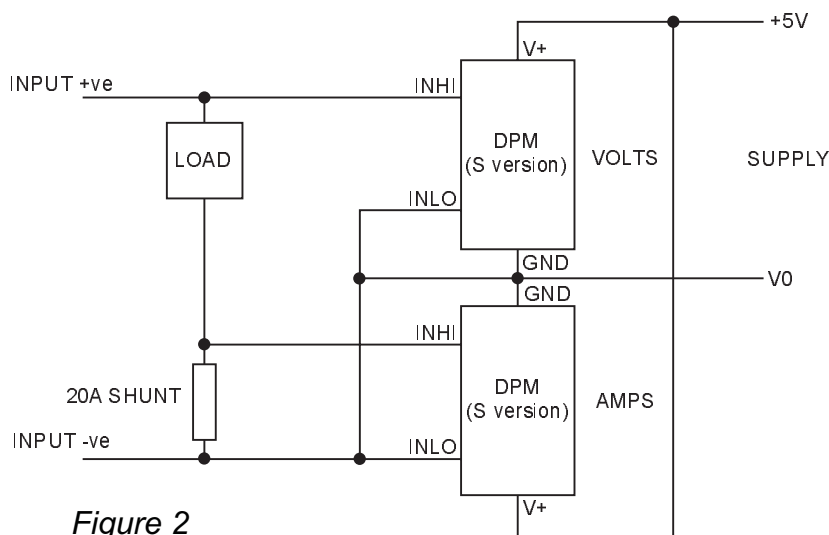 +5V
V+
INPUT +ve
INHI
LOAD
DPM
(S version)
VOLTS
SUPPLY
INLO
GND
V0
GND
INHI
20A SHUNT
DPM
(S version)
AMPS
INPUT -ve
INLO
V+
Figure 2